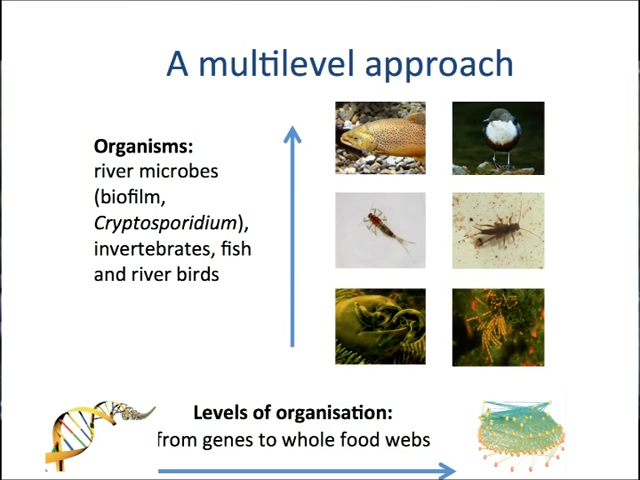 A multilevel approach
Organisms:
river microbes
(biofilm,
Cryptosporidium),
invertebrates, fish
and river birds
Levels of organisation:
from genes to whole food webs